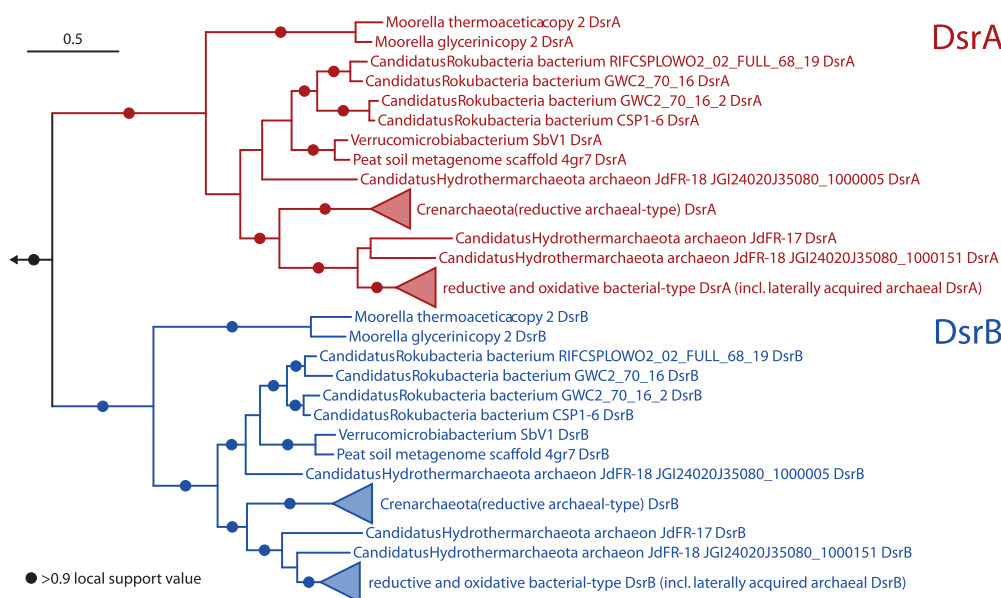 DsrA
0.5
Moorella thermoaceticacopy 2 DsrA
Moorella glycerinicopy 2 DsrA
CandidatusRokubacteria bacterium RIFCSPLOWO2_02_FULL_68_19 DsrA
CandidatusRokubacteria bacterium GWC2_70_16 DsrA
CandidatusRokubacteria bacterium GWC2_70_16_2 DsrA
CandidatusRokubacteria bacterium CSP1-6 DsrA
Verrucomicrobiabacterium SbV1 DsrA
Peat soil metagenome scaffold 4gr7 DsrA
CandidatusHydrothermarchaeota archaeon JdFR-18 JGI24020J35080_1000005 DsrA
Crenarchaeota(reductive archaeal-type) DsrA
CandidatusHydrothermarchaeota archaeon JdFR-17 DsrA
CandidatusHydrothermarchaeota archaeon JdFR-18 JGI24020J35080_1000151 DsrA
reductive and oxidative bacterial-type DsrA (incl. laterally acquired archaeal DsrA)
DsrB
Moorella thermoaceticacopy 2 DsrB
Moorella glycerinicopy 2 DsrB
CandidatusRokubacteria bacterium RIFCSPLOWO2_02_FULL_68_19 DsrB
CandidatusRokubacteria bacterium GWC2_70_16 DsrB
CandidatusRokubacteria bacterium GWC2_70_16_2 DsrB
CandidatusRokubacteria bacterium CSP1-6 DsrB
Verrucomicrobiabacterium SbV1 DsrB
Peat soil metagenome scaffold 4gr7 DsrB
CandidatusHydrothermarchaeota archaeon JdFR-18 JGI24020J35080_1000005 DsrB
Crenarchaeota(reductive archaeal-type) DsrB
CandidatusHydrothermarchaeota archaeon JdFR-17 DsrB
CandidatusHydrothermarchaeota archaeon JdFR-18 JGI24020J35080_1000151 DsrB
reductive and oxidative bacterial-type DsrB (incl. laterally acquired archaeal DsrB)
>0.9 local support value